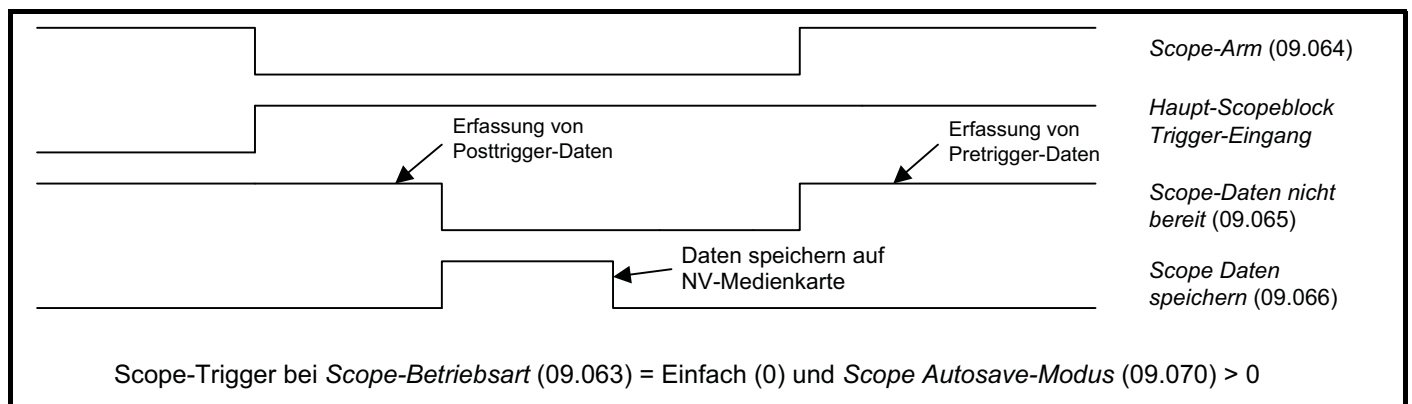 Scope-Arm (09.064)
Haupt-Scopeblock
Trigger-Eingang
Erfassung von
Posttrigger-Daten
Erfassung von
Pretrigger-Daten
Scope-Daten nicht
bereit (09.065)
Daten speichern auf
NV-Medienkarte
Scope Daten
speichern (09.066)
Scope-Trigger bei Scope-Betriebsart (09.063) = Einfach (0) und Scope Autosave-Modus (09.070) > 0